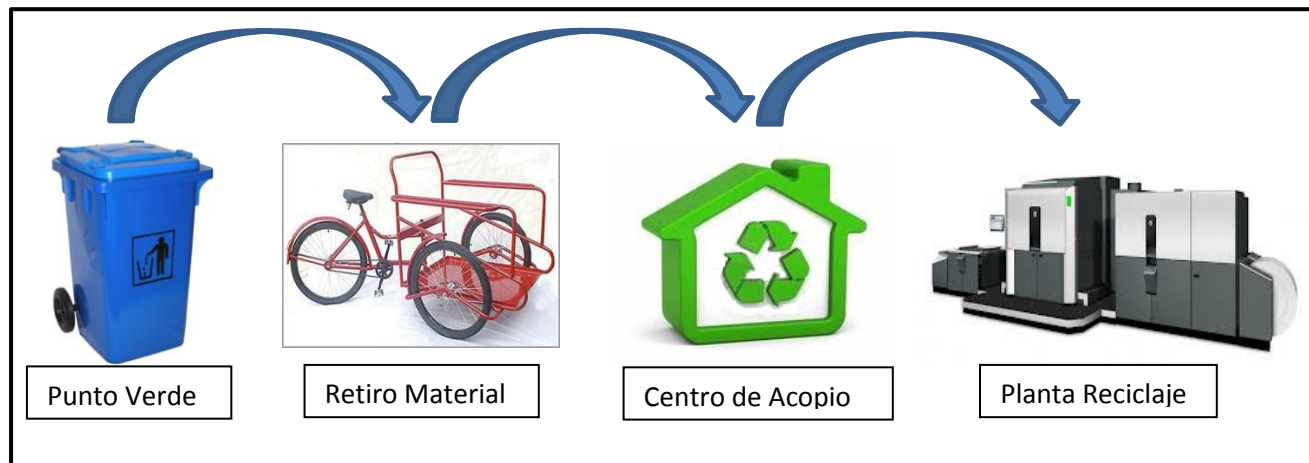 Punto Verde
Retiro Material
Centro de Acopio
Planta Reciclaje